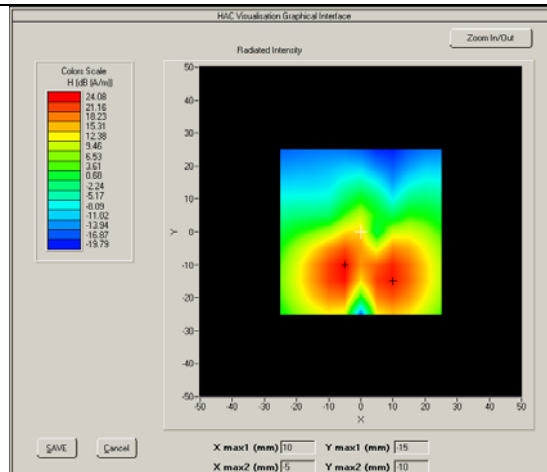 HAC Visualisation Graphical Interface
Zoom In/Out
Radiated Intensity
Colors Scale
H [dB (A/m)]
24.08
21.16
18.23
15.31
12.38
9.46
6.53
3.61
0.68
-2.24
-5.17
-8.09
-11.02
-13.94
-16.87
-19.79
50
40
30
20
10
0
-10
-20
-30
-40
-50
Y
-50 -40 -30 -20 -10 0 10 20 30 40 50
X
SAVE
Cancel
X max1 (mm) 10 Y max1 (mm) -15
X max2 (mm) -5 Y max2 (mm) -10